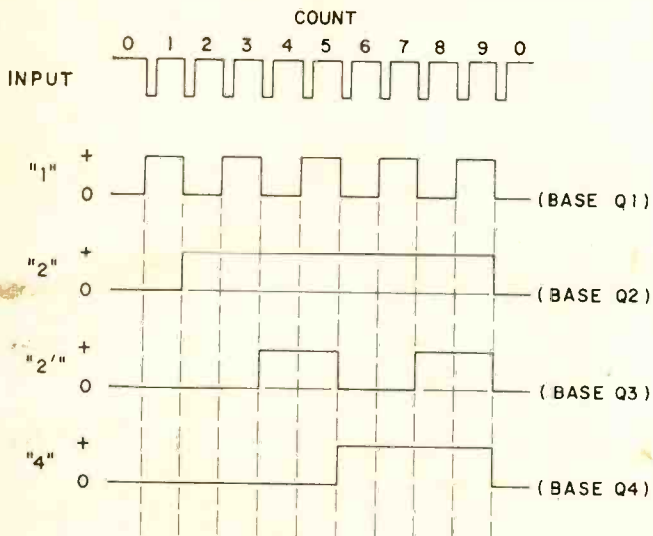 COUNT
0 1 2 3 4 5 6 7 8 9 0
INPUT
"1" + 0 (BASE Q1)
"2" + 0 (BASE Q2)
"2'" + 0 (BASE Q3)
"4" + 0 (BASE Q4)